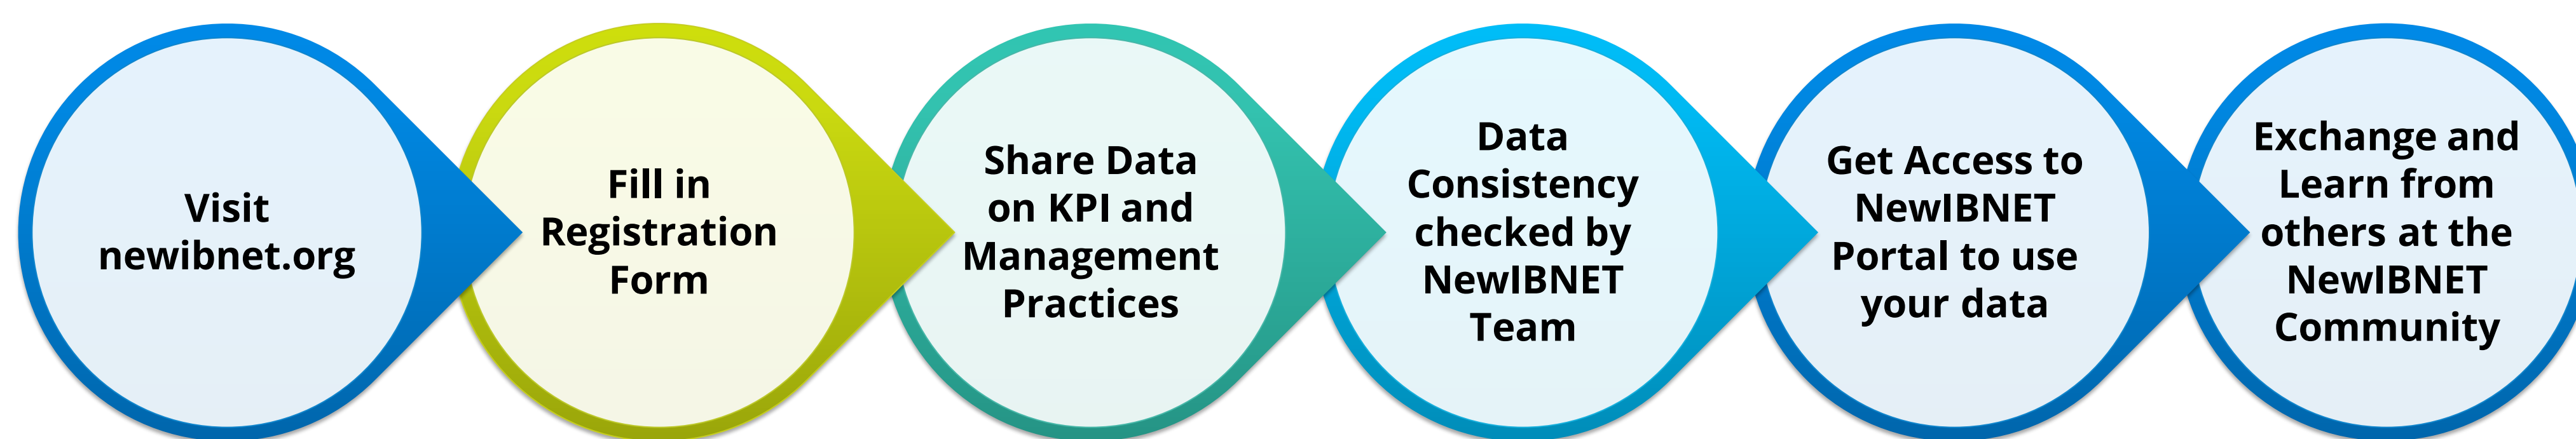 Visit
newibnet.org
Fill in
Registration
Form
Share Data
on KPI and
Management
Practices
Data
Consistency
checked by
NewIBNET
Team
Get Access to
NewIBNET
Portal to use
your data
Exchange and
Learn from
others at the
NewIBNET
Community